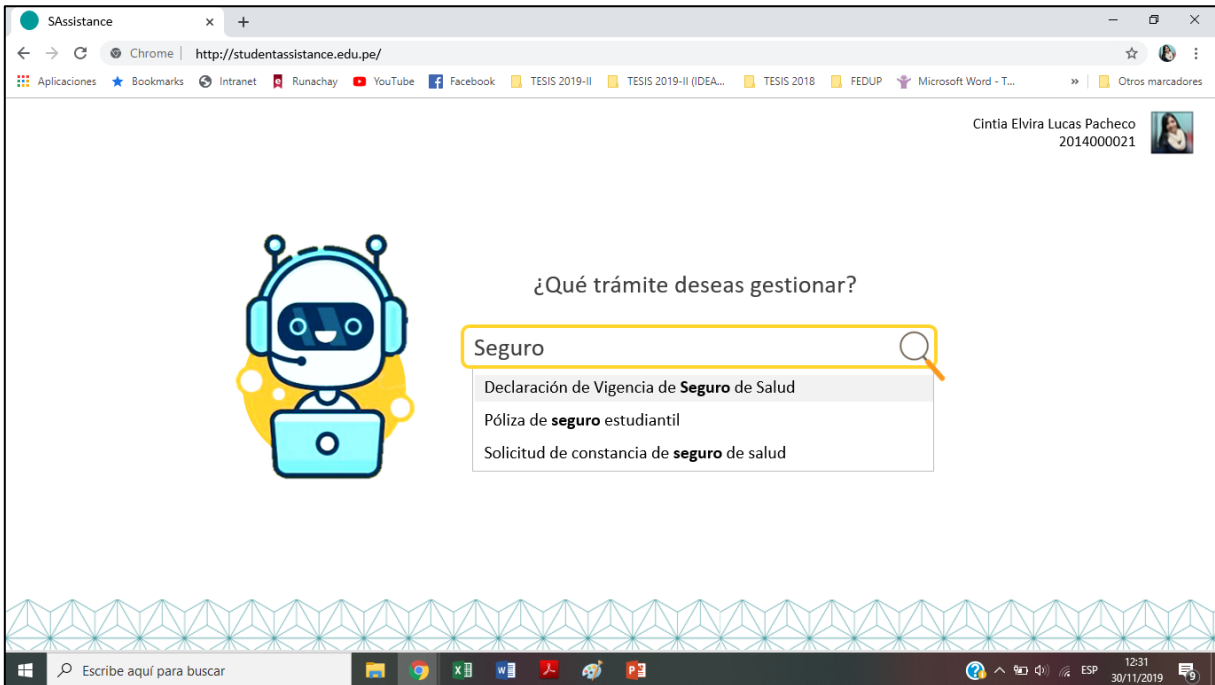 SAssistance
Chrome http://studentassistance.edu.pe/
Aplicaciones Bookmarks Intranet Runachay YouTube Facebook TESIS 2019-II TESIS 2019-II (IDEA... TESIS 2018 FEDUP Microsoft Word - T... » Otros marcadores
Cintia Elvira Lucas Pacheco
2014000021
¿Qué trámite deseas gestionar?
Seguro
Declaración de Vigencia de Seguro de Salud
Póliza de seguro estudiantil
Solicitud de constancia de seguro de salud
Escribe aquí para buscar
ESP
12:31
30/11/2019
9